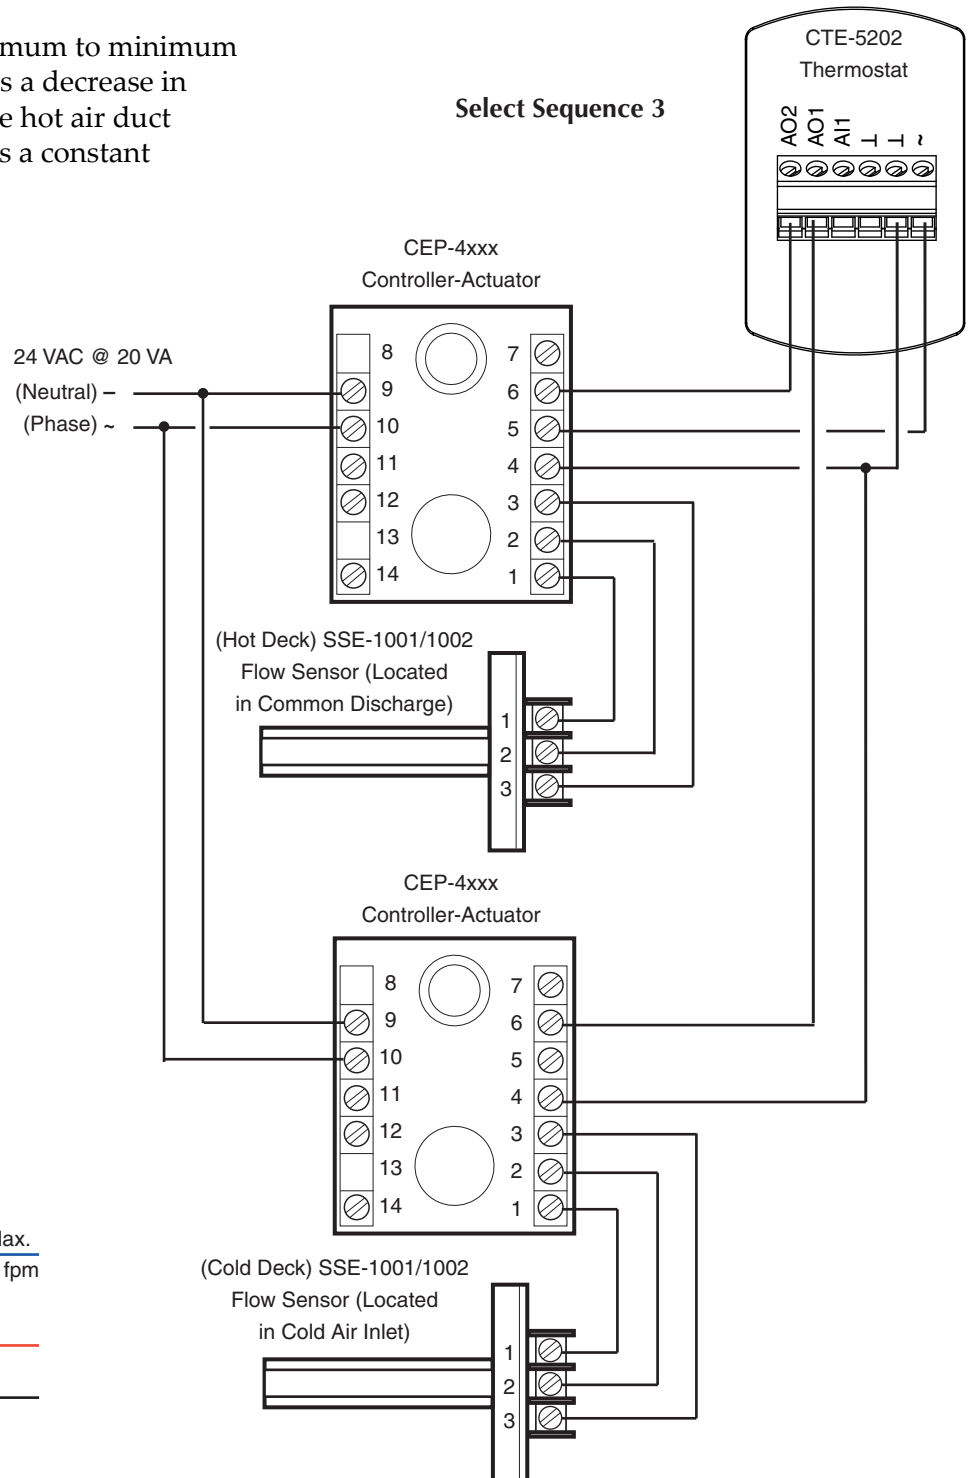 mum to minimum
s a decrease in
e hot air duct
s a constant
Select Sequence 3
CTE-5202
Thermostat
AO2
AO1
AI1
⊥
⊥
~
CEP-4xxx
Controller-Actuator
24 VAC @ 20 VA
(Neutral) –
(Phase) ~
8
9
10
11
12
13
14
7
6
5
4
3
2
1
(Hot Deck) SSE-1001/1002
Flow Sensor (Located
in Common Discharge)
1
2
3
CEP-4xxx
Controller-Actuator
8
9
10
11
12
13
14
7
6
5
4
3
2
1
ax.
fpm
(Cold Deck) SSE-1001/1002
Flow Sensor (Located
in Cold Air Inlet)
1
2
3